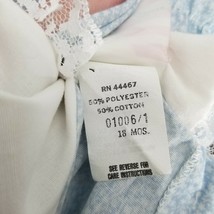 RN 44467
50% POLYESTER
50% COTTON
01006/1
18 MOS.
SEE REVERSE FOR
CARE INSTRUCTIONS